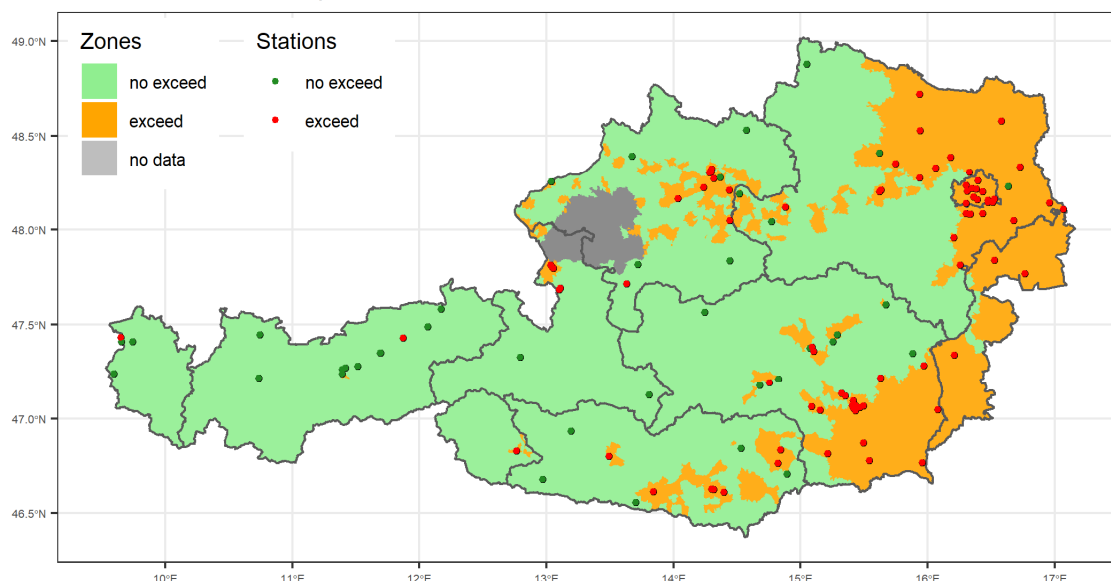 Zones
no exceed
exceed
no data
Stations
no exceed
exceed
49.0°N
48.5°N
48.0°N
47.5°N
47.0°N
46.5°N
10°E 11°E 12°E 13°E 14°E 15°E 16°E 17°E